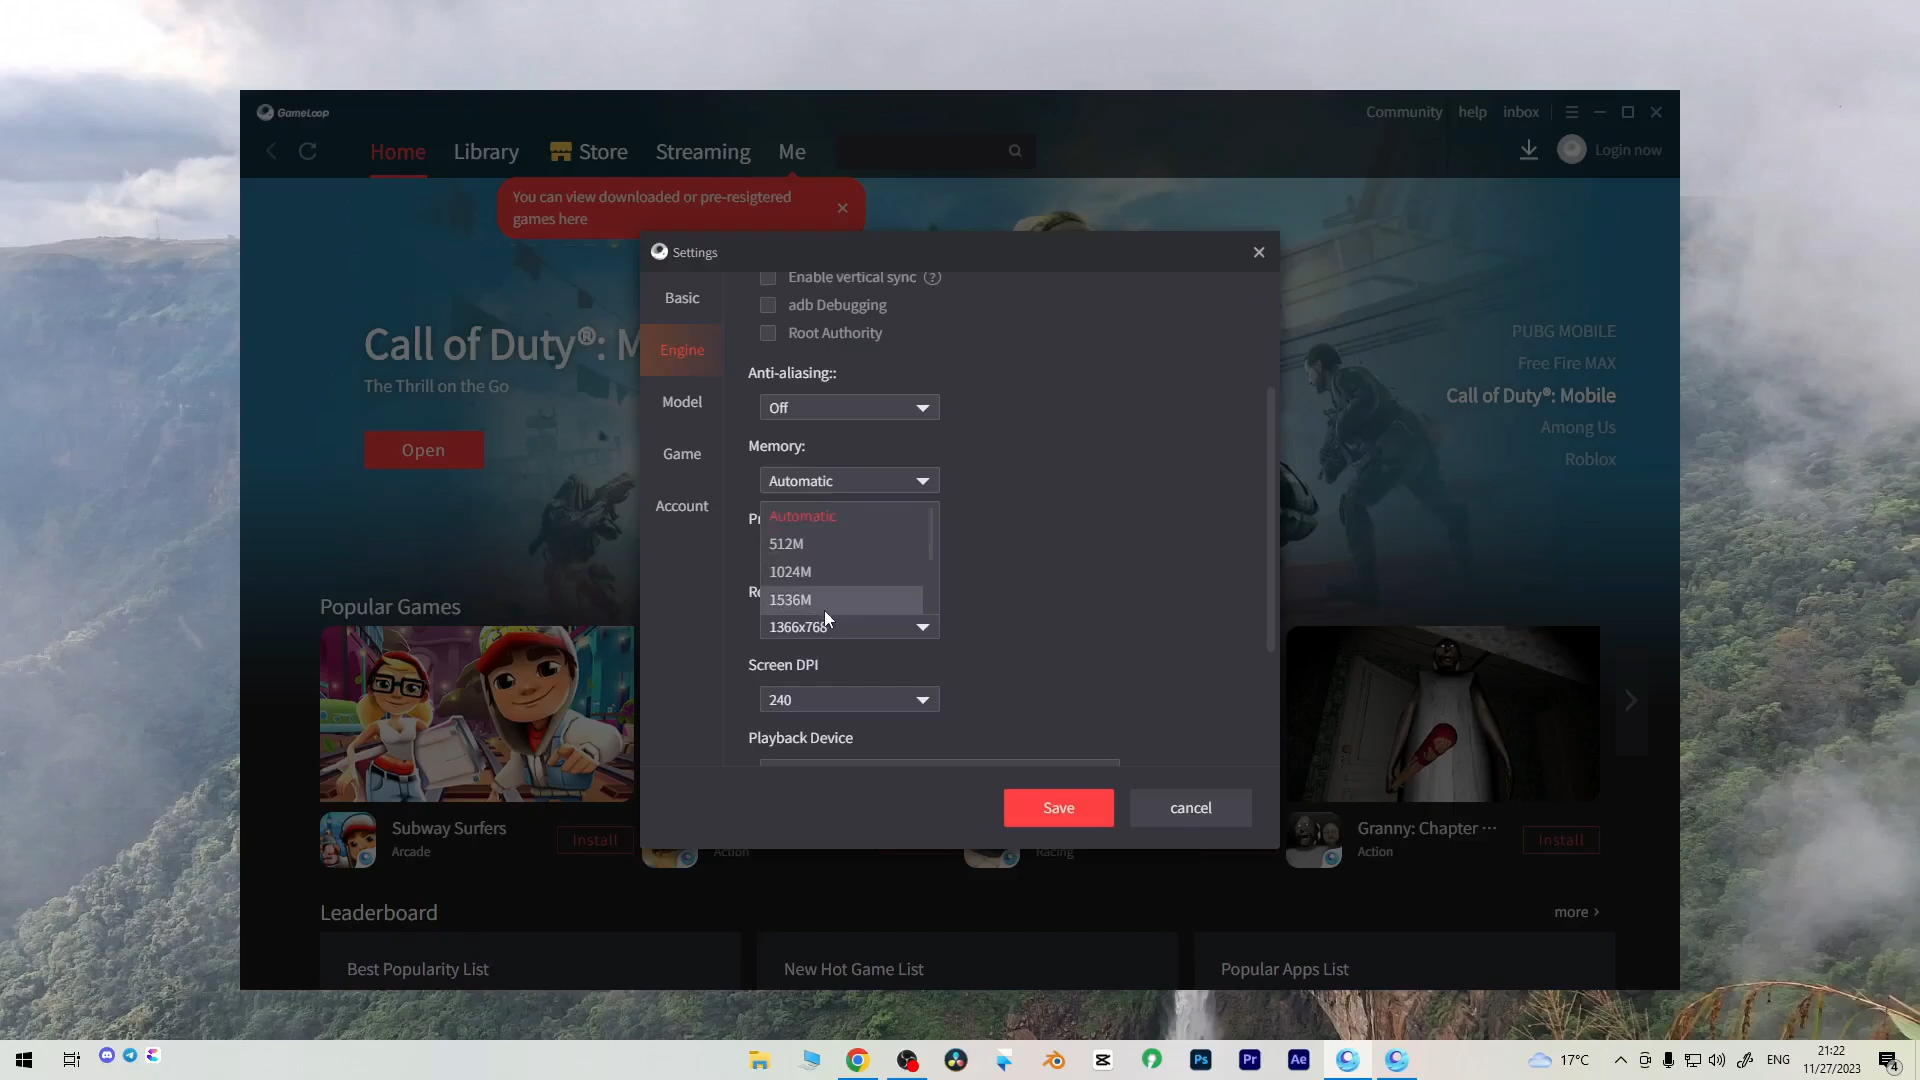 GameLoop
Community help inbox
Home Library Store Streaming Me
Login now
You can view downloaded or pre-resigtered
games here
Settings
Basic
Engine
Model
Game
Account
Enable vertical sync (?)
adb Debugging
Root Authority
Anti-aliasing::
Off
Memory:
Automatic
Automatic
512M
1024M
1536M
1366x768
Screen DPI
240
Playback Device
Save
cancel
Call of Duty®: M
The Thrill on the Go
Open
PUBG MOBILE
Free Fire MAX
Call of Duty®: Mobile
Among Us
Roblox
Popular Games
Subway Surfers
Arcade
Install
Action
Racing
Granny: Chapter ···
Action
Install
Leaderboard
more ›
Best Popularity List
New Hot Game List
Popular Apps List
Ps
Pr
Ae
17°C
ENG
21:22
11/27/2023
4